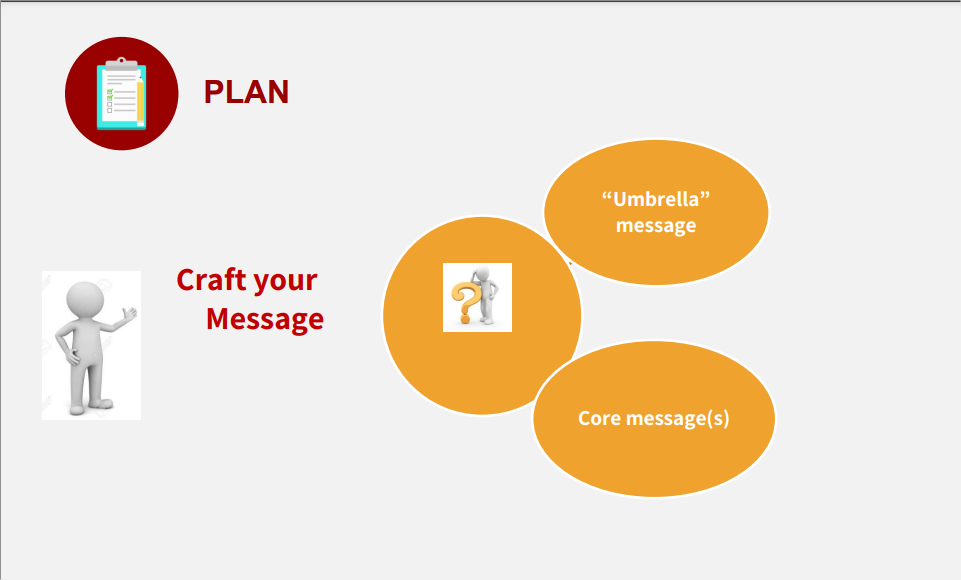 PLAN
Craft your
Message
“Umbrella”
message
Core message(s)